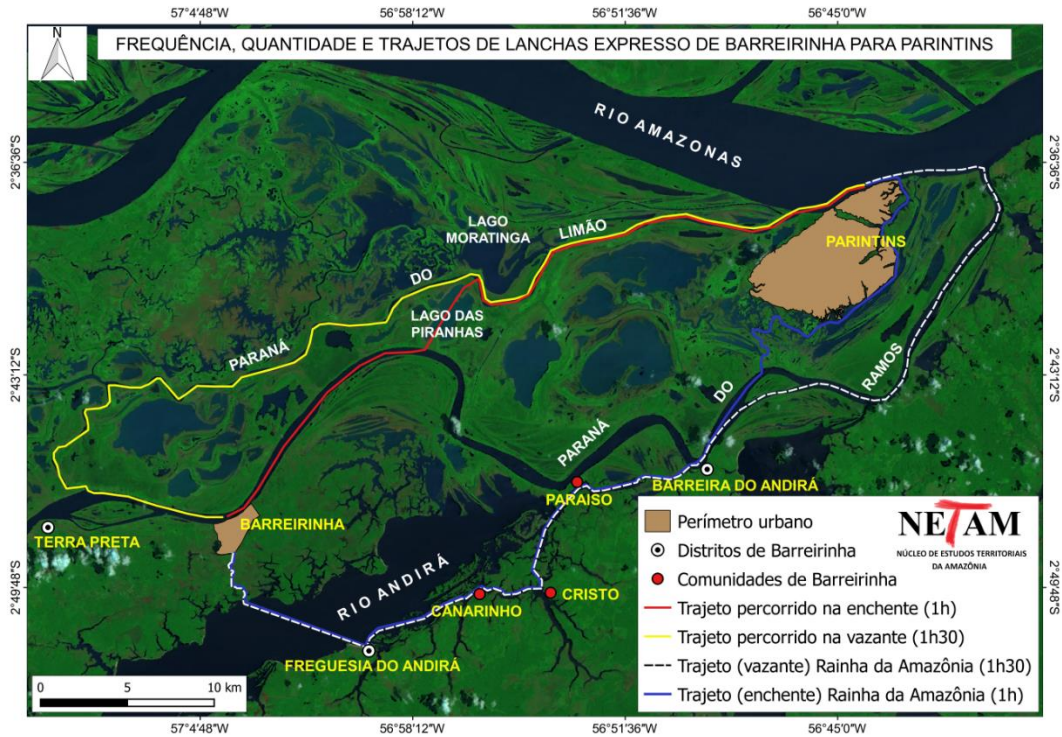 57°4'48"O 56°58'12"O 56°51'36"O 56°45'0"O
N
FREQUÊNCIA, QUANTIDADE E TRAJETOS DE LANCHAS EXPRESSO DE BARREIRINHA PARA PARINTINS
RIO AMAZONAS
2°36'36"S
2°36'36"S
LAGO
MORATINGA
LIMÃO
PARINTINS
DO
LAGO DAS
PIRANHAS
PARANÁ
RAMOS
2°43'12"S
2°43'12"S
DO
PARANÁ
BARREIRA DO ANDIRÁ
PARAISO
BARREIRINHA
TERRA PRETA
RIO ANDIRÁ
2°49'48"S
2°49'48"S
CANARINHO
CRISTO
FREGUESIA DO ANDIRÁ
0 5 10 km
Perímetro urbano
Distritos de Barreirinha
Comunidades de Barreirinha
Trajeto percorrido na enchente (1h)
Trajeto percorrido na vazante (1h30)
Trajeto (vazante) Rainha da Amazônia (1h30)
Trajeto (enchente) Rainha da Amazônia (1h)
NETAM
NÚCLEO DE ESTUDOS TERRITORIAIS
DA AMAZÔNIA
57°4'48"O 56°58'12"O 56°51'36"O 56°45'0"O